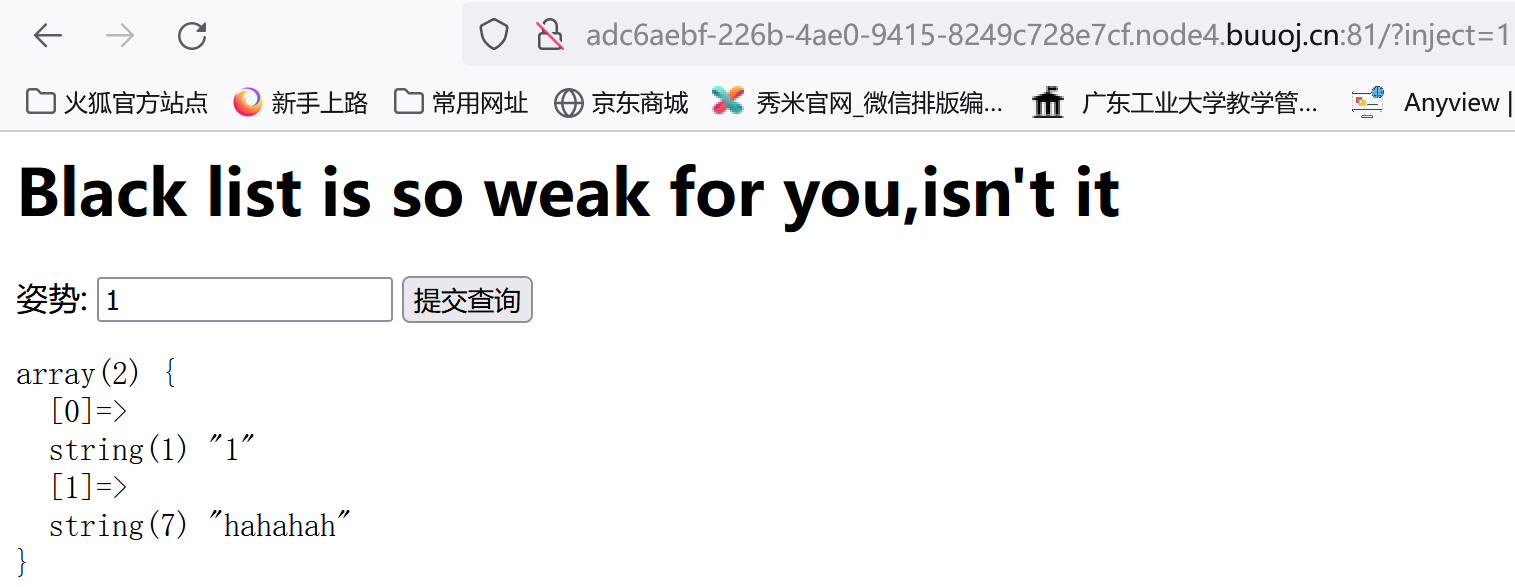 adc6aebf-226b-4ae0-9415-8249c728e7cf.node4.buuoj.cn:81/?inject=1
火狐官方站点 新手上路 常用网址 京东商城 秀米官网_微信排版编... 广东工业大学教学管... Anyview |
Black list is so weak for you,isn't it
姿势: 1 提交查询
array(2) {
[0]=>
string(1) "1"
[1]=>
string(7) "hahahah"
}